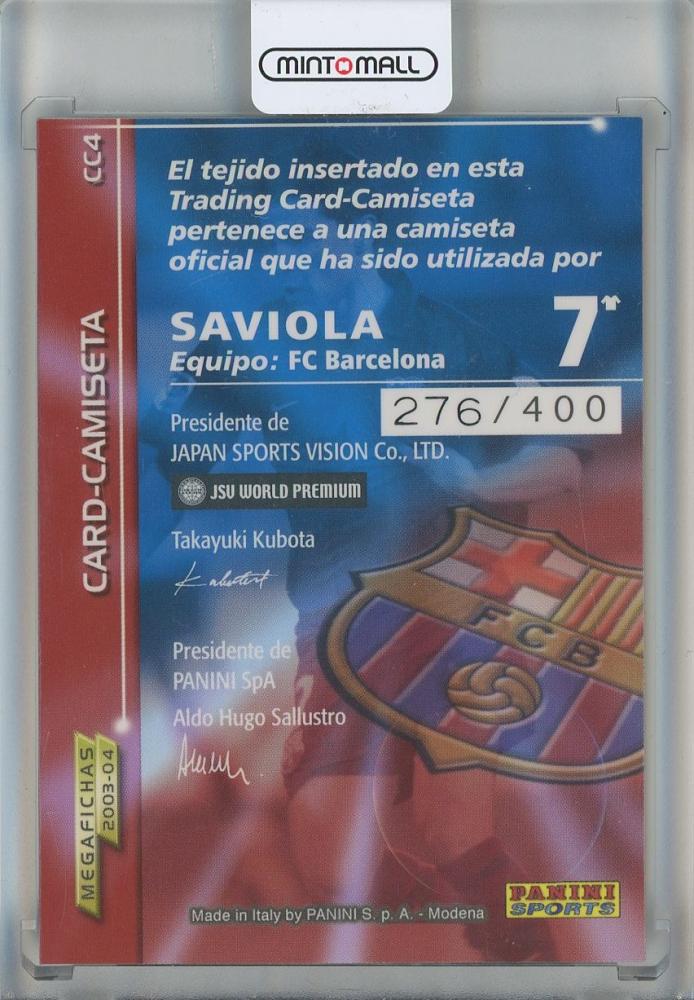 MINTOMALL
CC4
CARD-CAMISETA
MEGAFICHAS
2003-04
El tejido insertado en esta
Trading Card-Camiseta
pertenece a una camiseta
oficial que ha sido utilizada por
SAVIOLA
7
Equipo: FC Barcelona
276/400
Presidente de
JAPAN SPORTS VISION Co., LTD.
JSV WORLD PREMIUM
Takayuki Kubota
Presidente de
PANINI SpA
Aldo Hugo Sallustro
FCB
PANINI
SPORTS
Made in Italy by PANINI S. p. A. - Modena